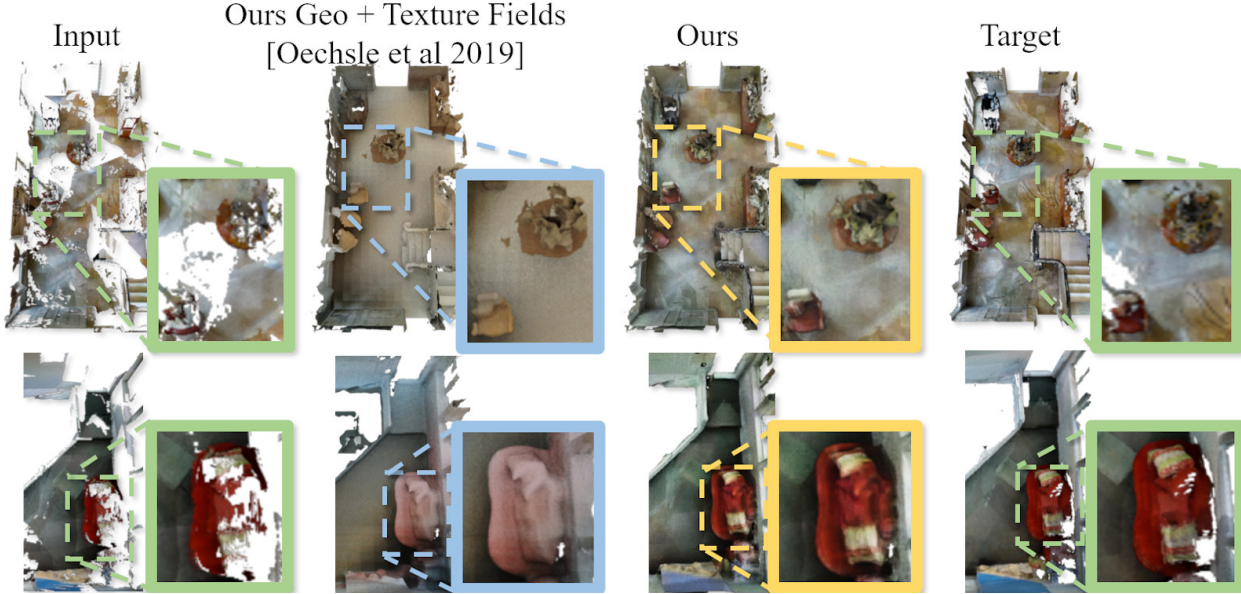 Input
Ours Geo + Texture Fields
[Oechsle et al 2019]
Ours
Target